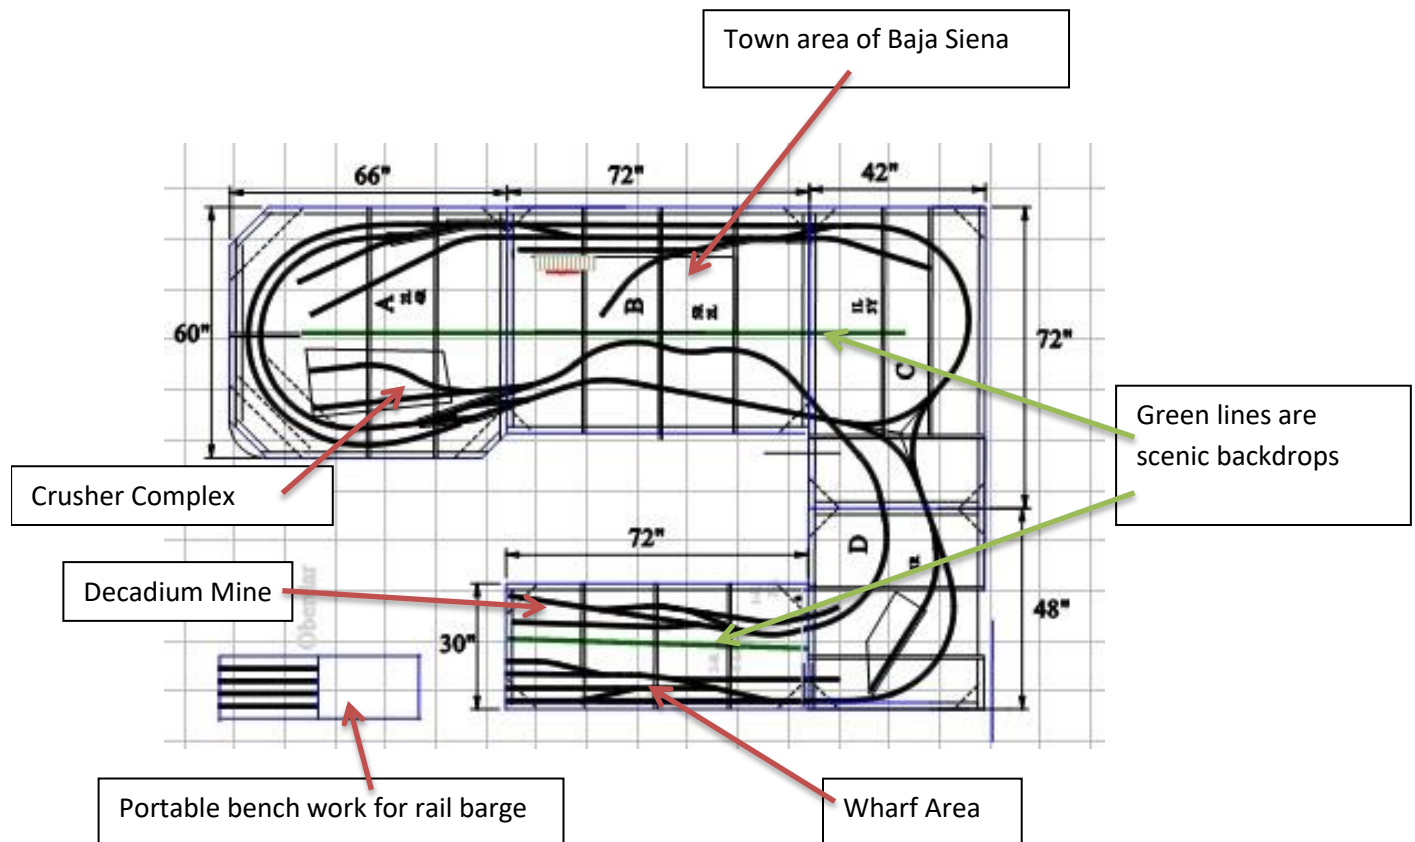 Town area of Baja Siena
66"
72"
42"
A
B
C
60"
72"
Green lines are
scenic backdrops
Crusher Complex
72"
D
Decadium Mine
30"
48"
Portable bench work for rail barge
Wharf Area